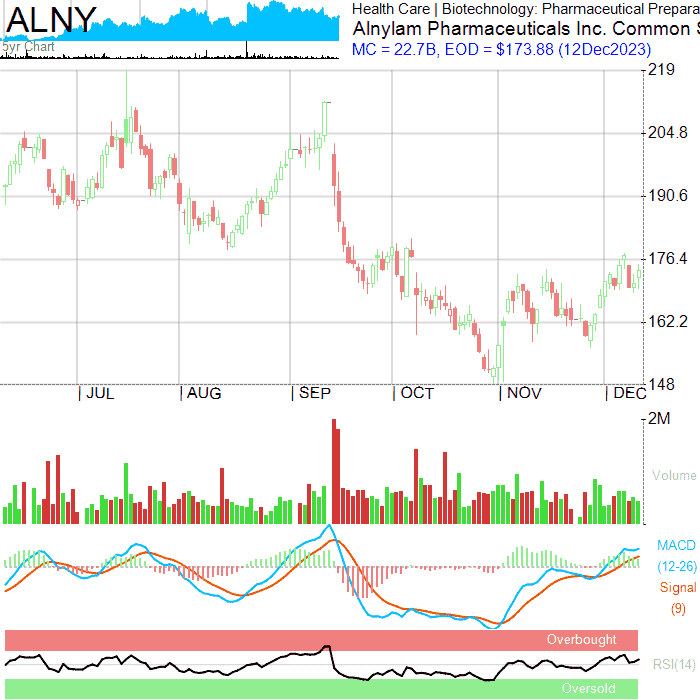 ALNY
5yr Chart
Health Care | Biotechnology: Pharmaceutical Prepara
Alnylam Pharmaceuticals Inc. Common S
MC = 22.7B, EOD = $173.88 (12Dec2023)
219
204.8
190.6
176.4
162.2
148
JUL
AUG
SEP
OCT
NOV
DEC
2M
Volume
MACD
(12-26)
Signal
(9)
Overbought
RSI(14)
Oversold